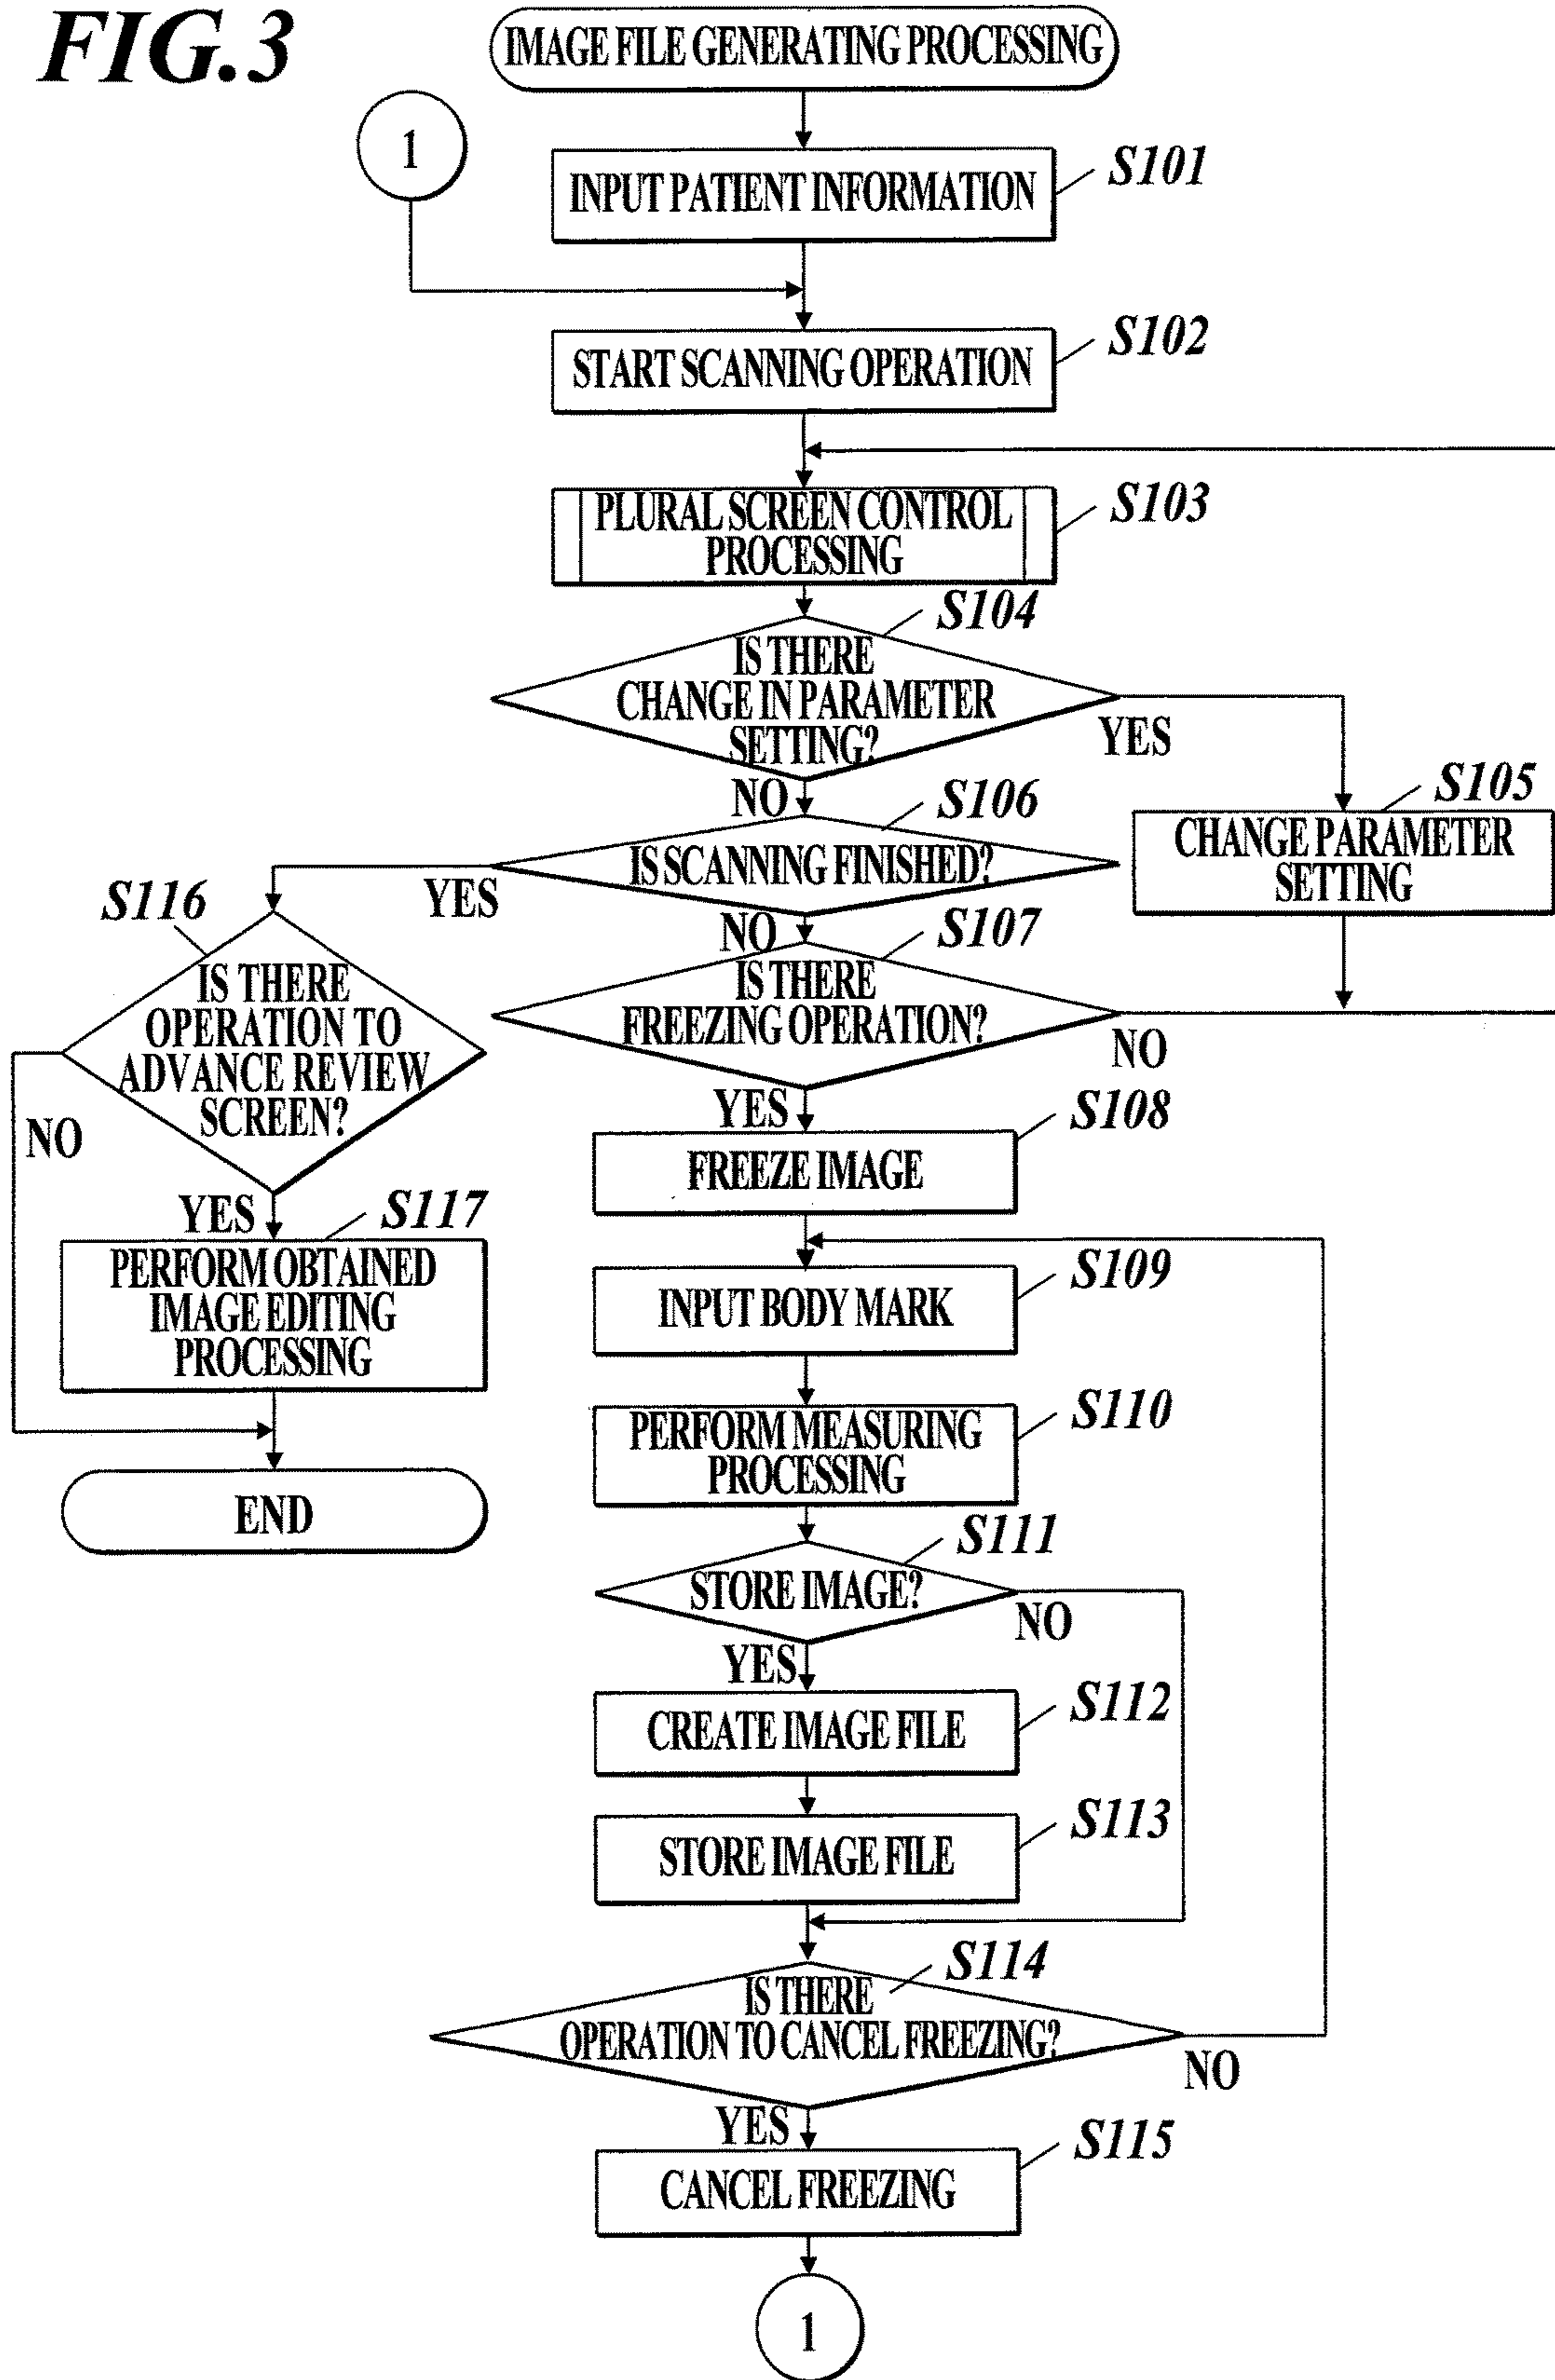 FIG.3
IMAGE FILE GENERATING PROCESSING
1
INPUT PATIENT INFORMATION
S101
START SCANNING OPERATION
S102
PLURAL SCREEN CONTROL
PROCESSING
S103
S104
IS THERE
CHANGE IN PARAMETER
SETTING?
YES
NO
S105
CHANGE PARAMETER
SETTING
S106
IS SCANNING FINISHED?
YES
NO
S107
IS THERE
FREEZING OPERATION?
NO
YES
S116
IS THERE
OPERATION TO
ADVANCE REVIEW
SCREEN?
NO
YES
S117
PERFORM OBTAINED
IMAGE EDITING
PROCESSING
END
S108
FREEZE IMAGE
S109
INPUT BODY MARK
S110
PERFORM MEASURING
PROCESSING
S111
STORE IMAGE?
NO
YES
S112
CREATE IMAGE FILE
S113
STORE IMAGE FILE
S114
IS THERE
OPERATION TO CANCEL FREEZING?
NO
YES
S115
CANCEL FREEZING
1